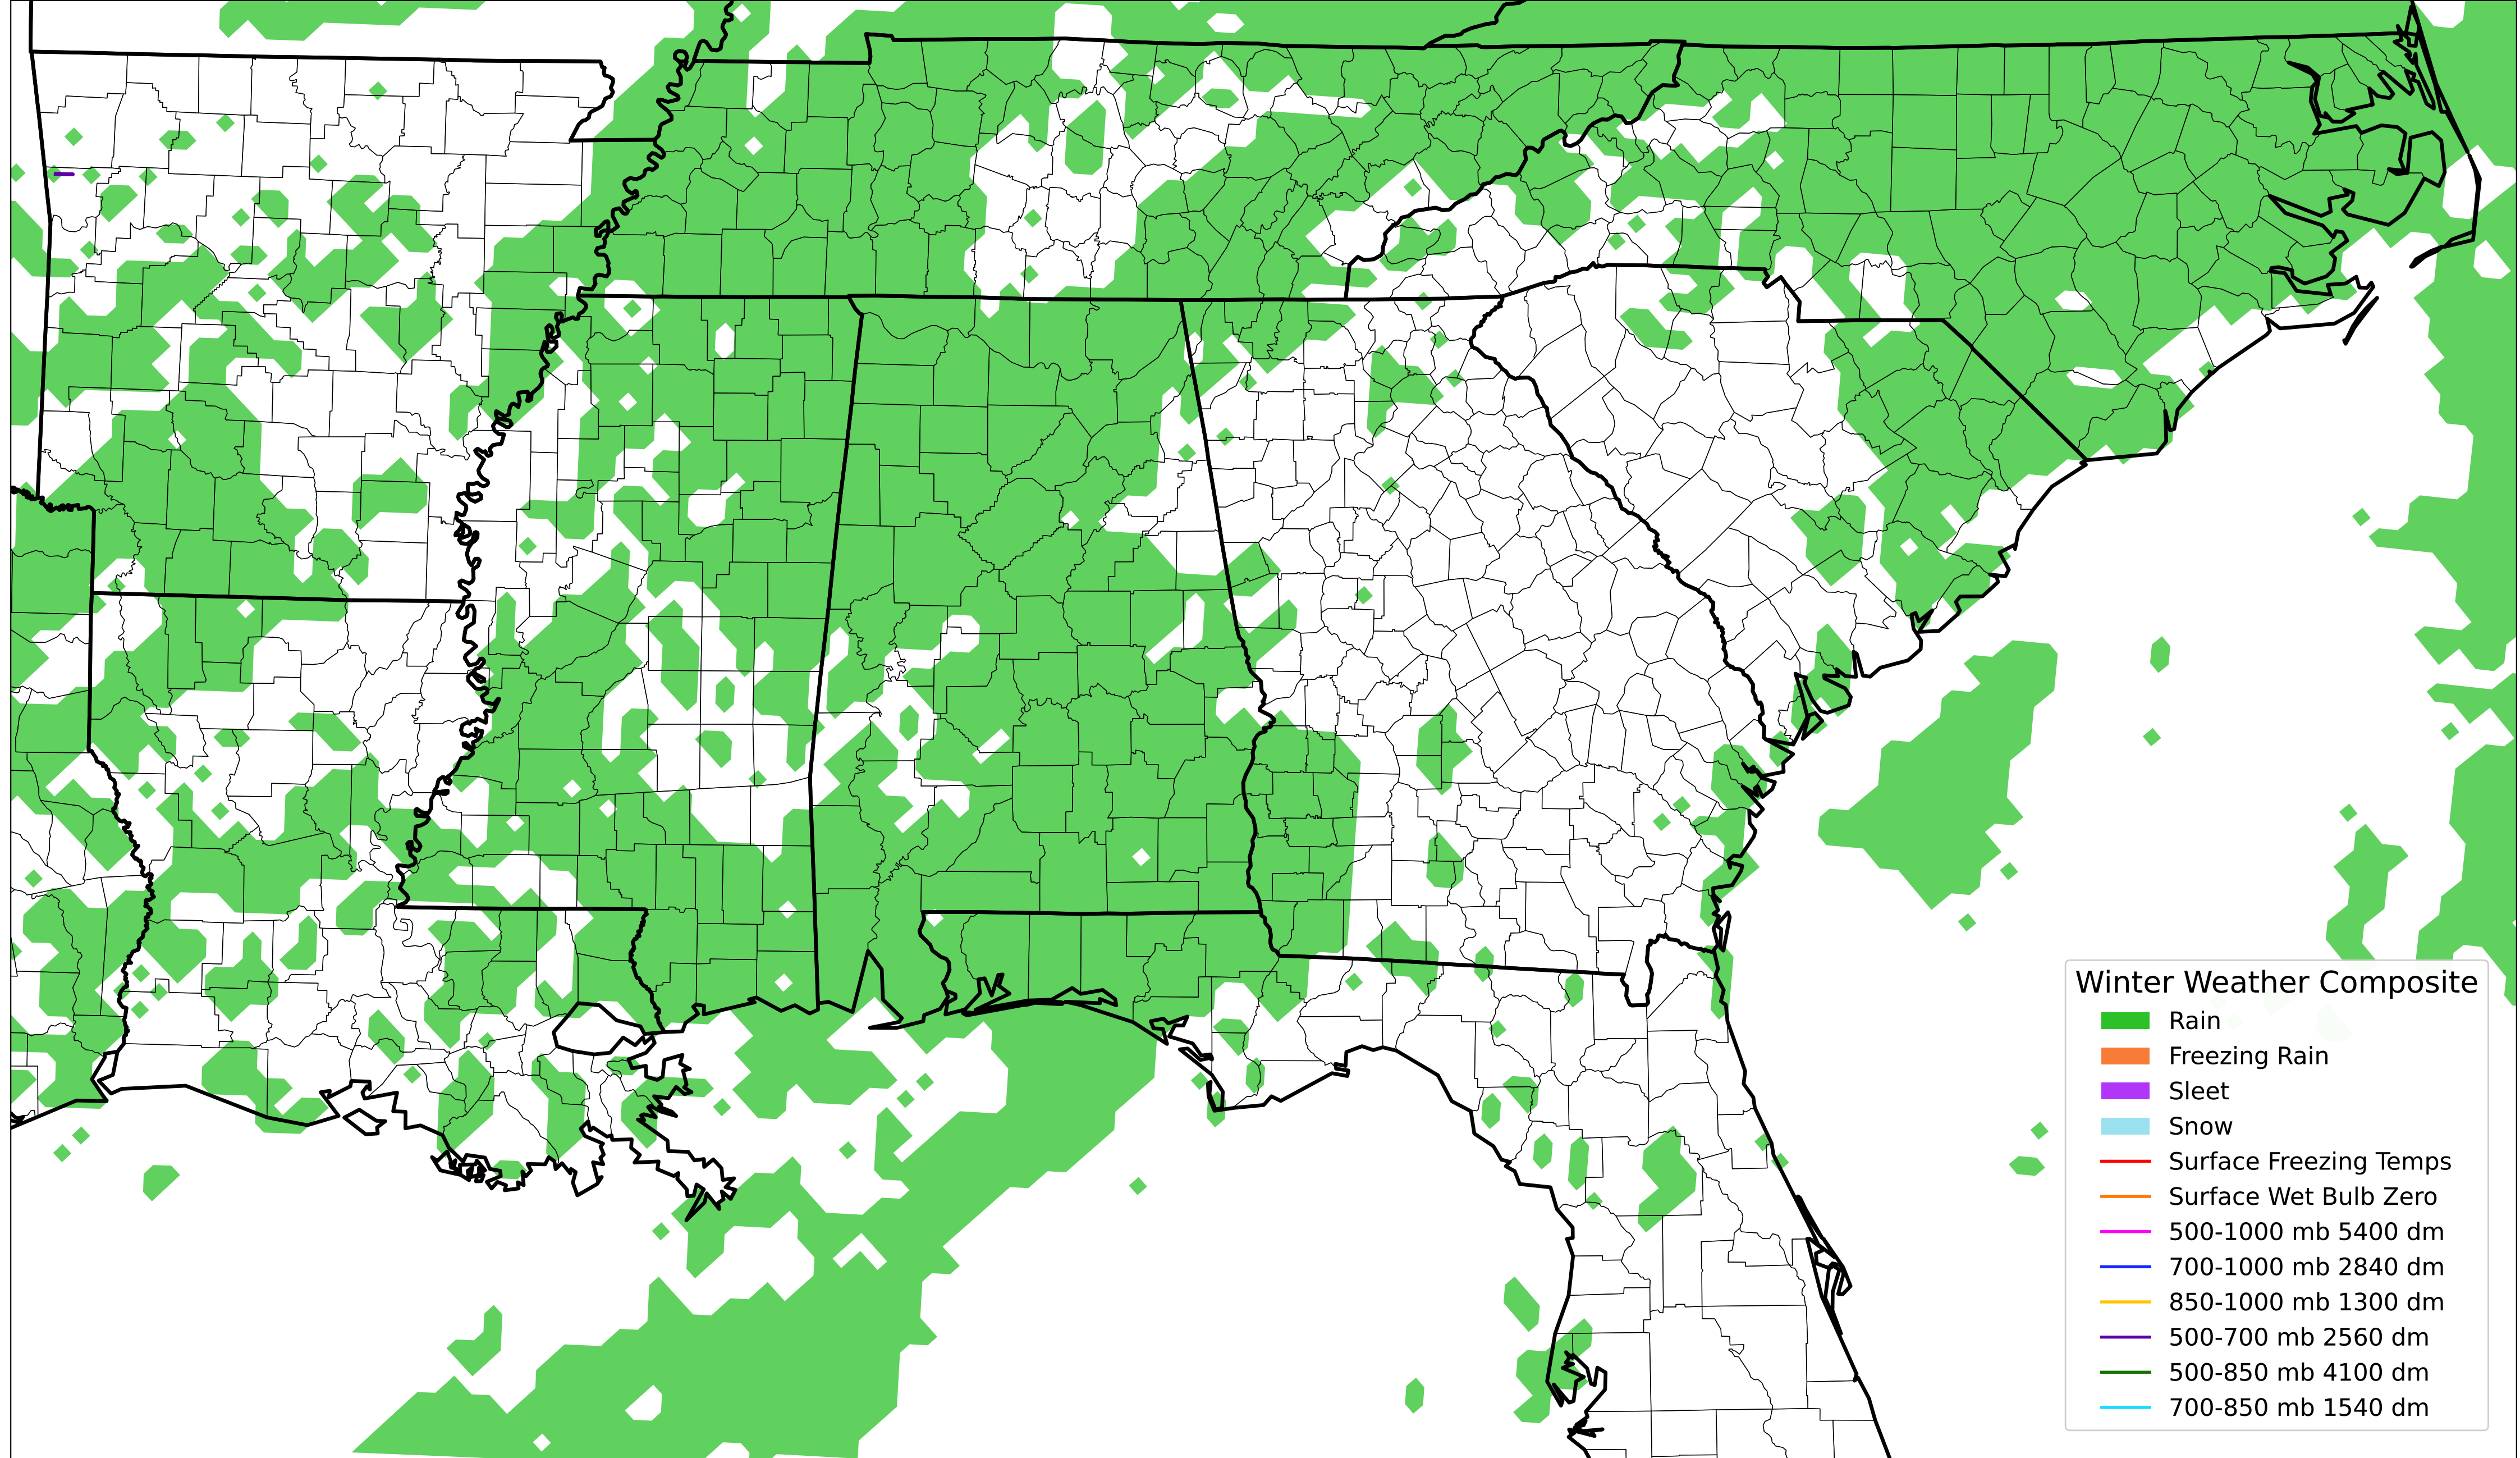 Winter Weather Composite
Rain
Freezing Rain
Sleet
Snow
Surface Freezing Temps
Surface Wet Bulb Zero
500-1000 mb 5400 dm
700-1000 mb 2840 dm
850-1000 mb 1300 dm
500-700 mb 2560 dm
500-850 mb 4100 dm
700-850 mb 1540 dm